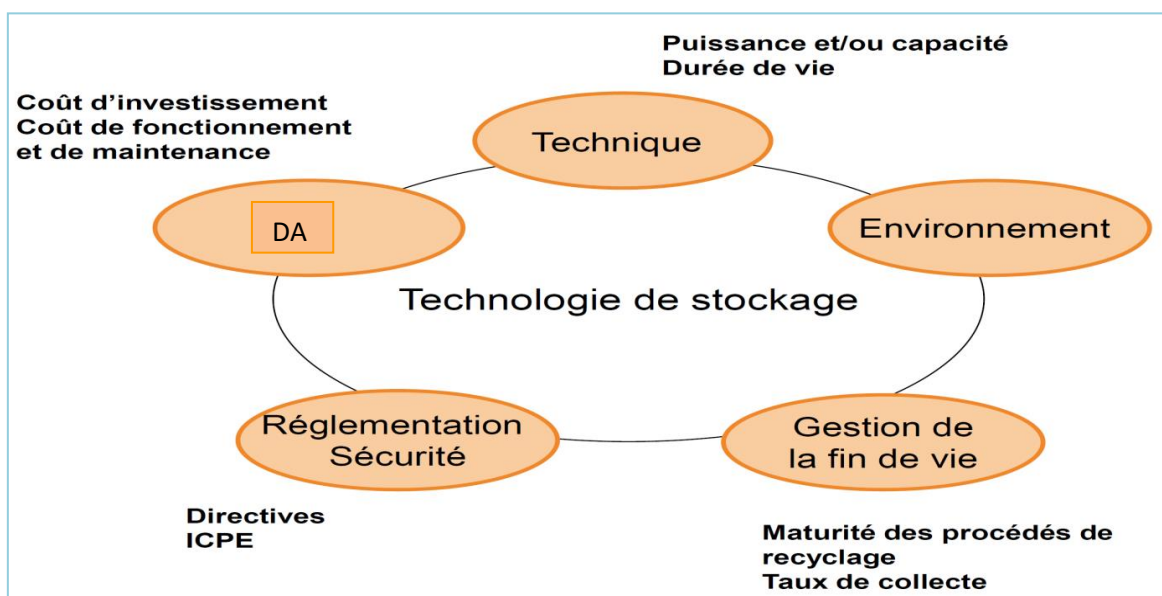 Puissance et/ou capacité
Durée de vie
Coût d’investissement
Coût de fonctionnement
et de maintenance
Technique
DA
Environnement
Technologie de stockage
Réglementation
Sécurité
Gestion de
la fin de vie
Directives
ICPE
Maturité des procédés de
recyclage
Taux de collecte